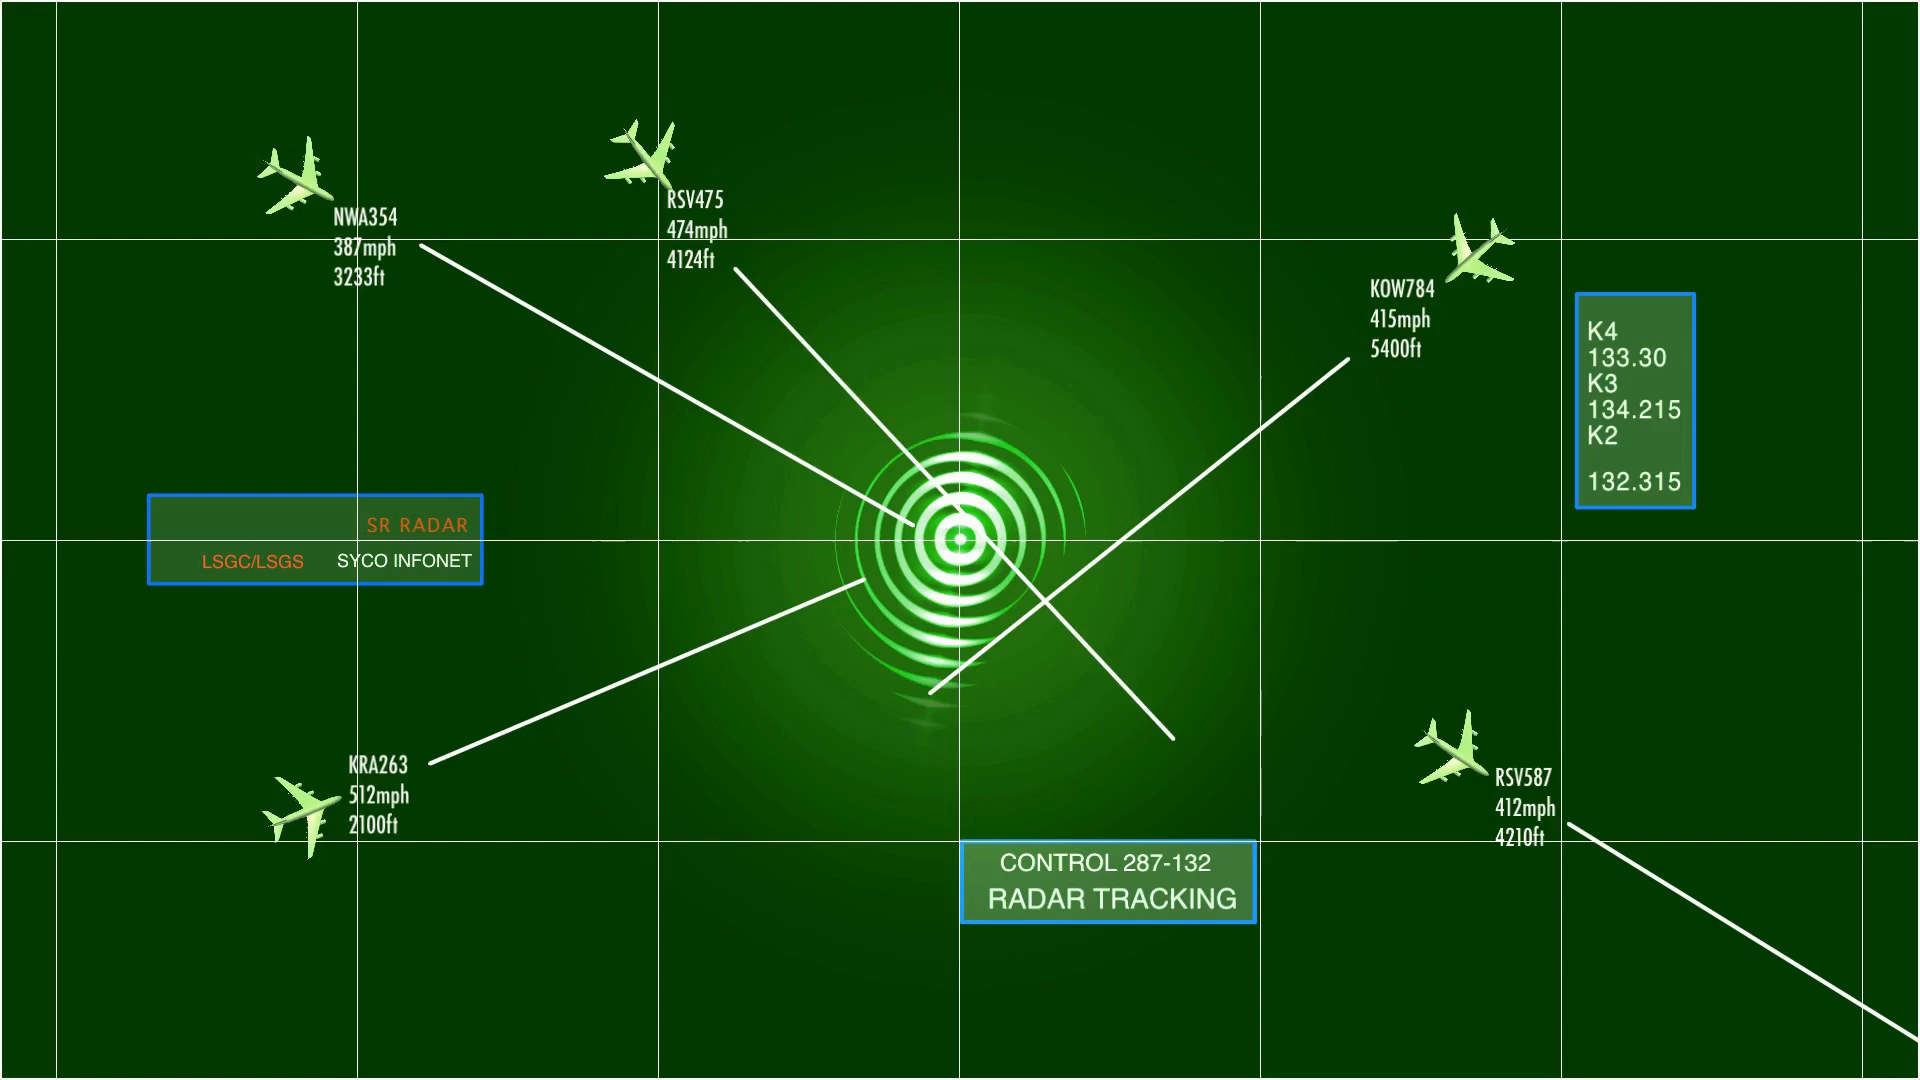 NWA354
387mph
3233ft
RSV475
474mph
4124ft
KOW784
415mph
5400ft
K4
133.30
K3
134.215
K2
132.315
SR RADAR
LSGC/LSGS SYCO INFONET
KRA263
512mph
2100ft
RSV587
412mph
4210ft
CONTROL 287-132
RADAR TRACKING